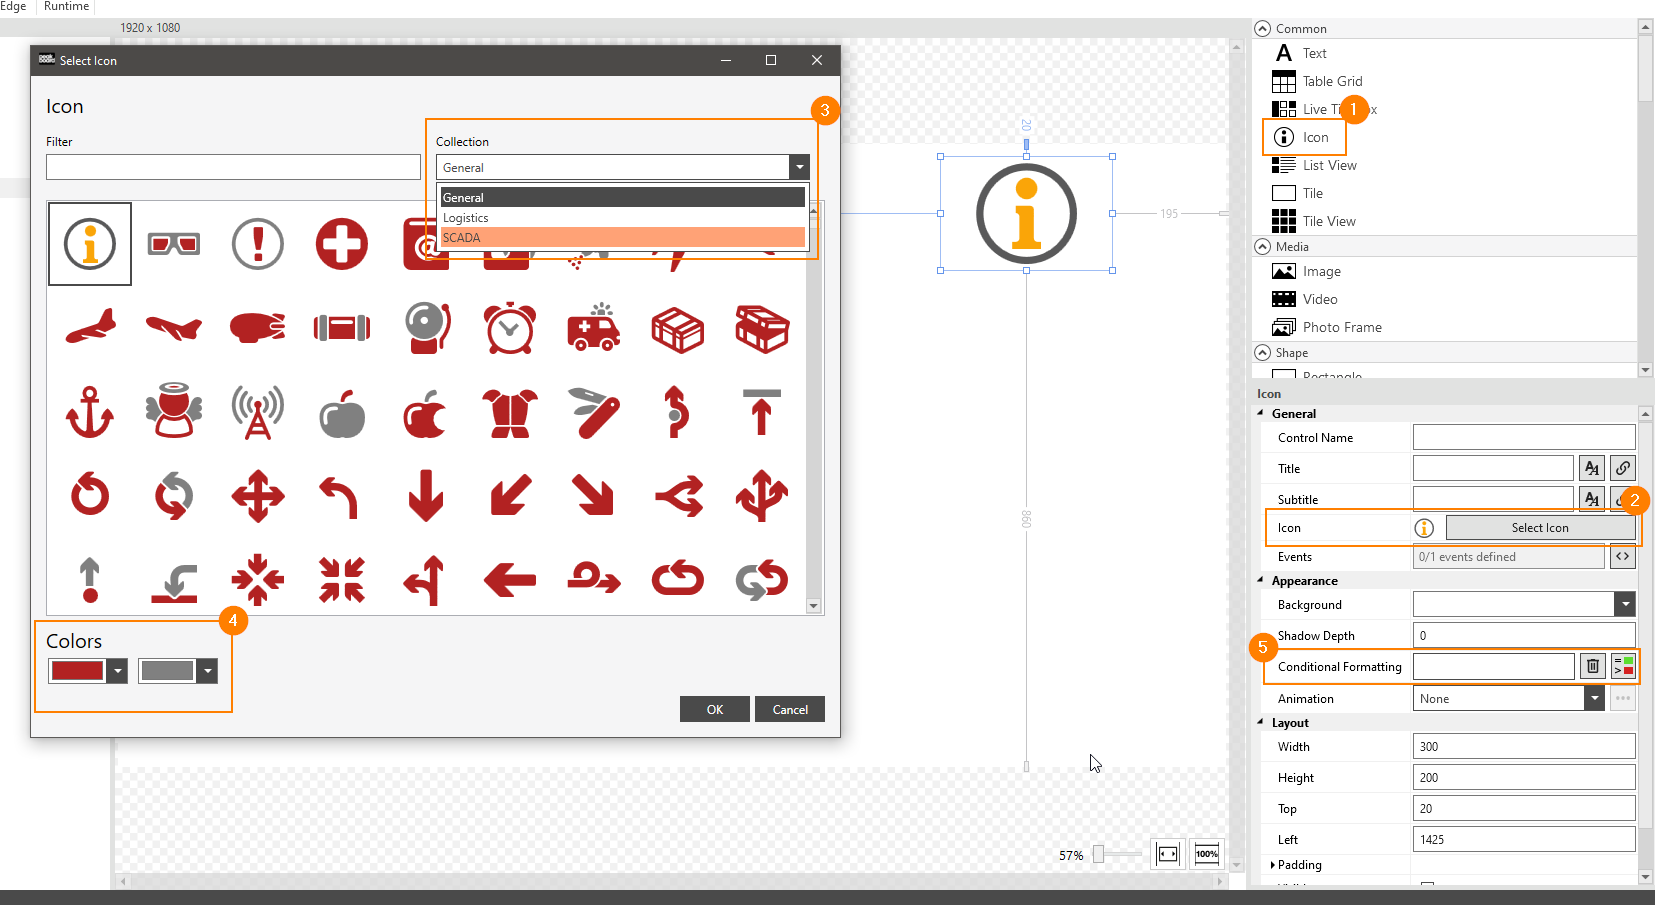 Edge
Runtime
1920 x 1080
Select Icon
Icon
Filter
Collection
General
General
Logistics
SCADA
3
Colors
4
OK
Cancel
20
195
860
57%
100%
Common
Text
Table Grid
Live Ti
x
1
Icon
List View
Tile
Tile View
Media
Image
Video
Photo Frame
Shape
Rectangle
Icon
General
Control Name
Title
Subtitle
2
Icon
Select Icon
Events
0/1 events defined
Appearance
Background
Shadow Depth
0
5
Conditional Formatting
Animation
None
Layout
Width
300
Height
200
Top
20
Left
1425
Padding